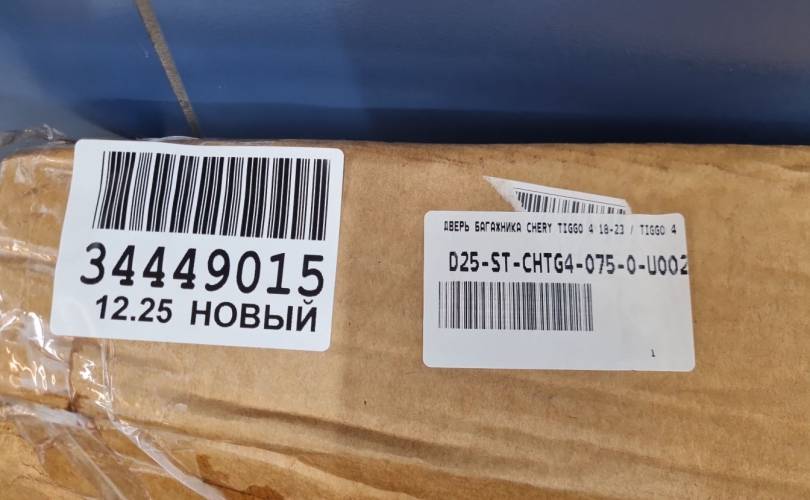 34449015
12.25 НОВЫЙ
ДВЕРЬ БАГАЖНИКА CHERY TIGGO 4 18-23 / TIGGO 4
D25-ST-CHTG4-075-0-U002
1